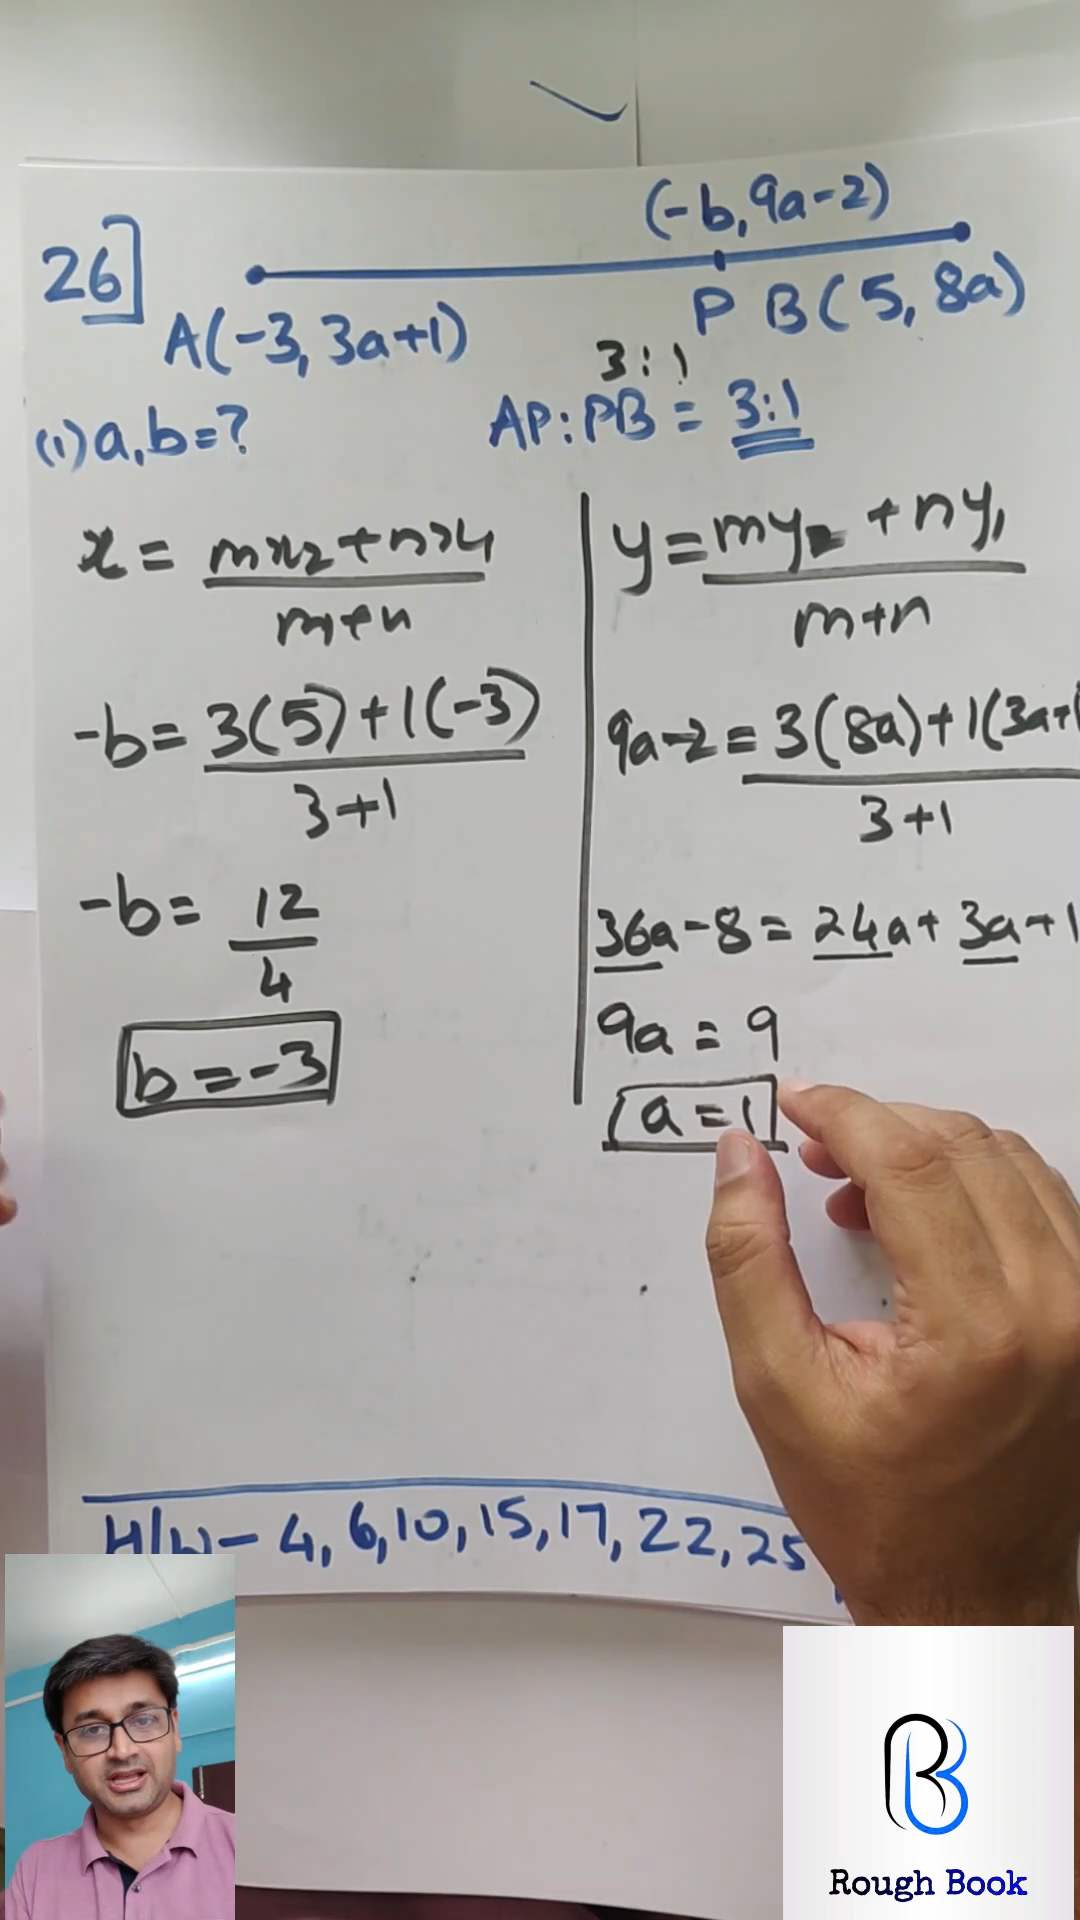 (-b, 9a-2)
26]
A(-3, 3a+1)
P B(5, 8a)
3:1
(1) a, b = ?
AP:PB = 3:1
x = mx₂+nx₁
m+n
-b = 3(5)+1(-3)
3+1
-b = 12
4
b = -3
y = my₂+ny₁
m+n
9a-2 = 3(8a)+1(3a+1
3+1
36a-8 = 24a+3a+1
9a = 9
a = 1
H/W - 4, 6, 10, 15, 17, 22, 25
B
Rough Book